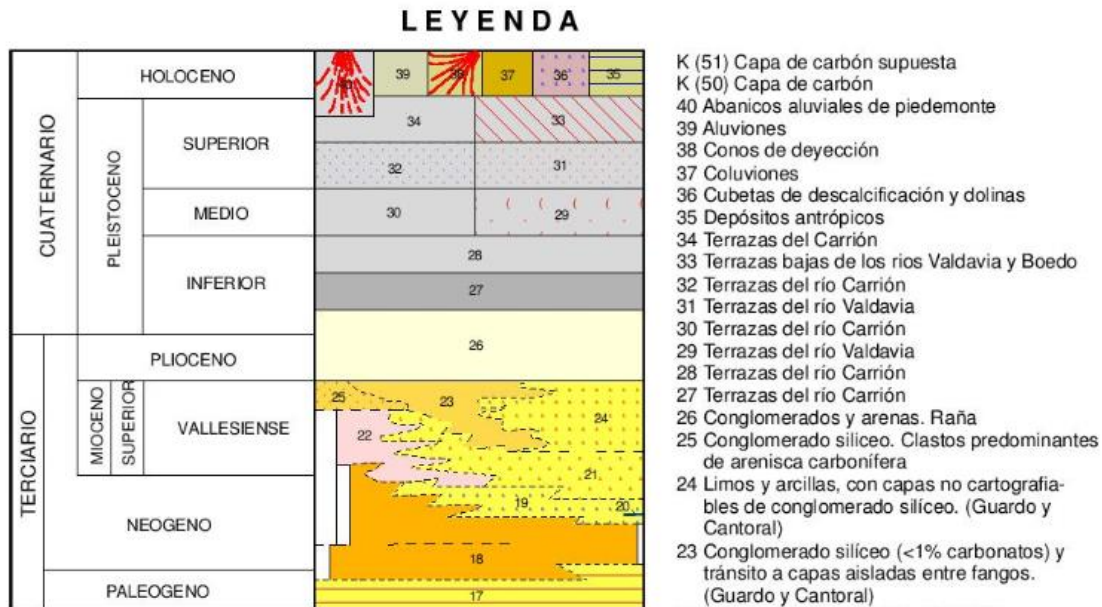 LEYENDA
CUATERNARIO
PLEISTOCENO
HOLOCENO
SUPERIOR
MEDIO
INFERIOR
TERCIARIO
PLIOCENO
MIOCENO
SUPERIOR
VALLESIENSE
NEOGENO
PALEOGENO
40 39 38 37 36 35
34 33
32 31
30 29
28
27
26
25 23 24
22
21
19 20
18
17
K (51) Capa de carbón supuesta
K (50) Capa de carbón
40 Abanicos aluviales de piedemonte
39 Aluviones
38 Conos de deyección
37 Coluviones
36 Cubetas de descalcificación y dolinas
35 Depósitos antrópicos
34 Terrazas del Carrión
33 Terrazas bajas de los rios Valdavia y Boedo
32 Terrazas del río Carrión
31 Terrazas del río Valdavia
30 Terrazas del río Carrión
29 Terrazas del río Valdavia
28 Terrazas del río Carrión
27 Terrazas del río Carrión
26 Conglomerados y arenas. Raña
25 Conglomerado siliceo. Clastos predominantes
de arenisca carbonífera
24 Limos y arcillas, con capas no cartografia-
bles de conglomerado silíceo. (Guardo y
Cantoral)
23 Conglomerado silíceo (<1% carbonatos) y
tránsito a capas aisladas entre fangos.
(Guardo y Cantoral)